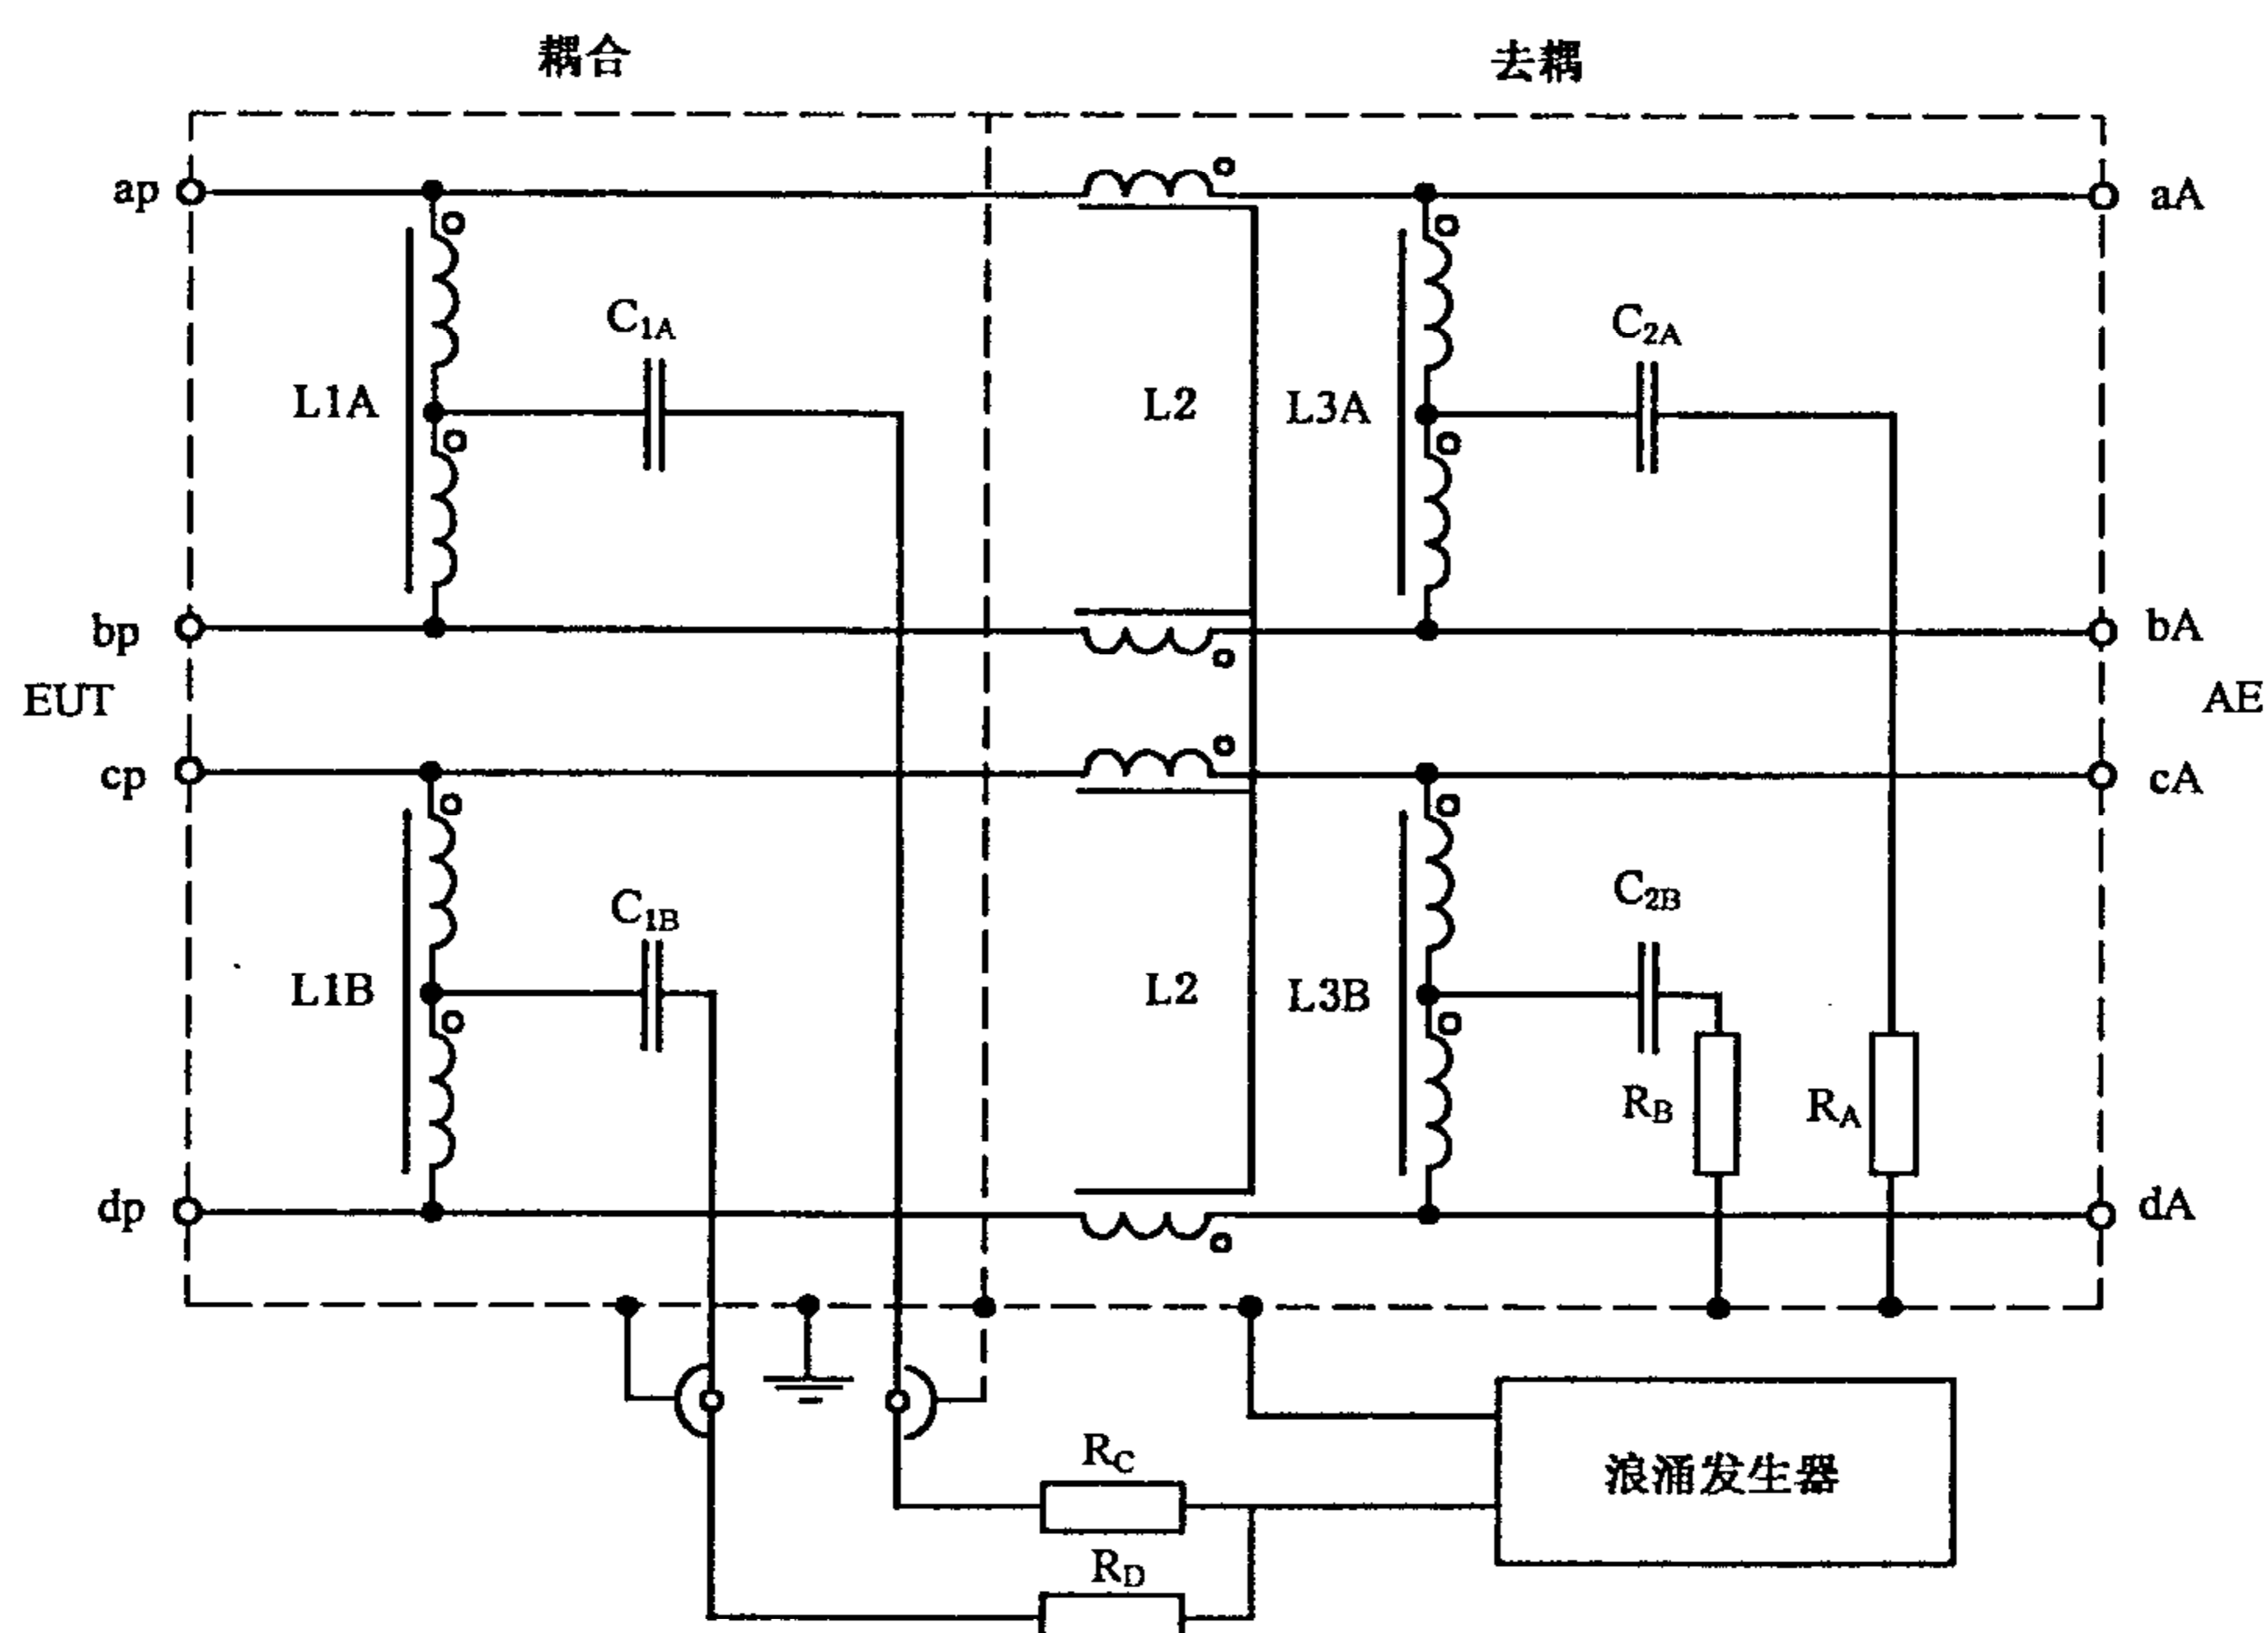 耦合
去耦
ap
aA
C1A
C2A
L1A
L2
L3A
bp
bA
EUT
AE
cp
cA
C1B
C2B
L1B
L2
L3B
RB
RA
dp
dA
RC
浪涌发生器
RD